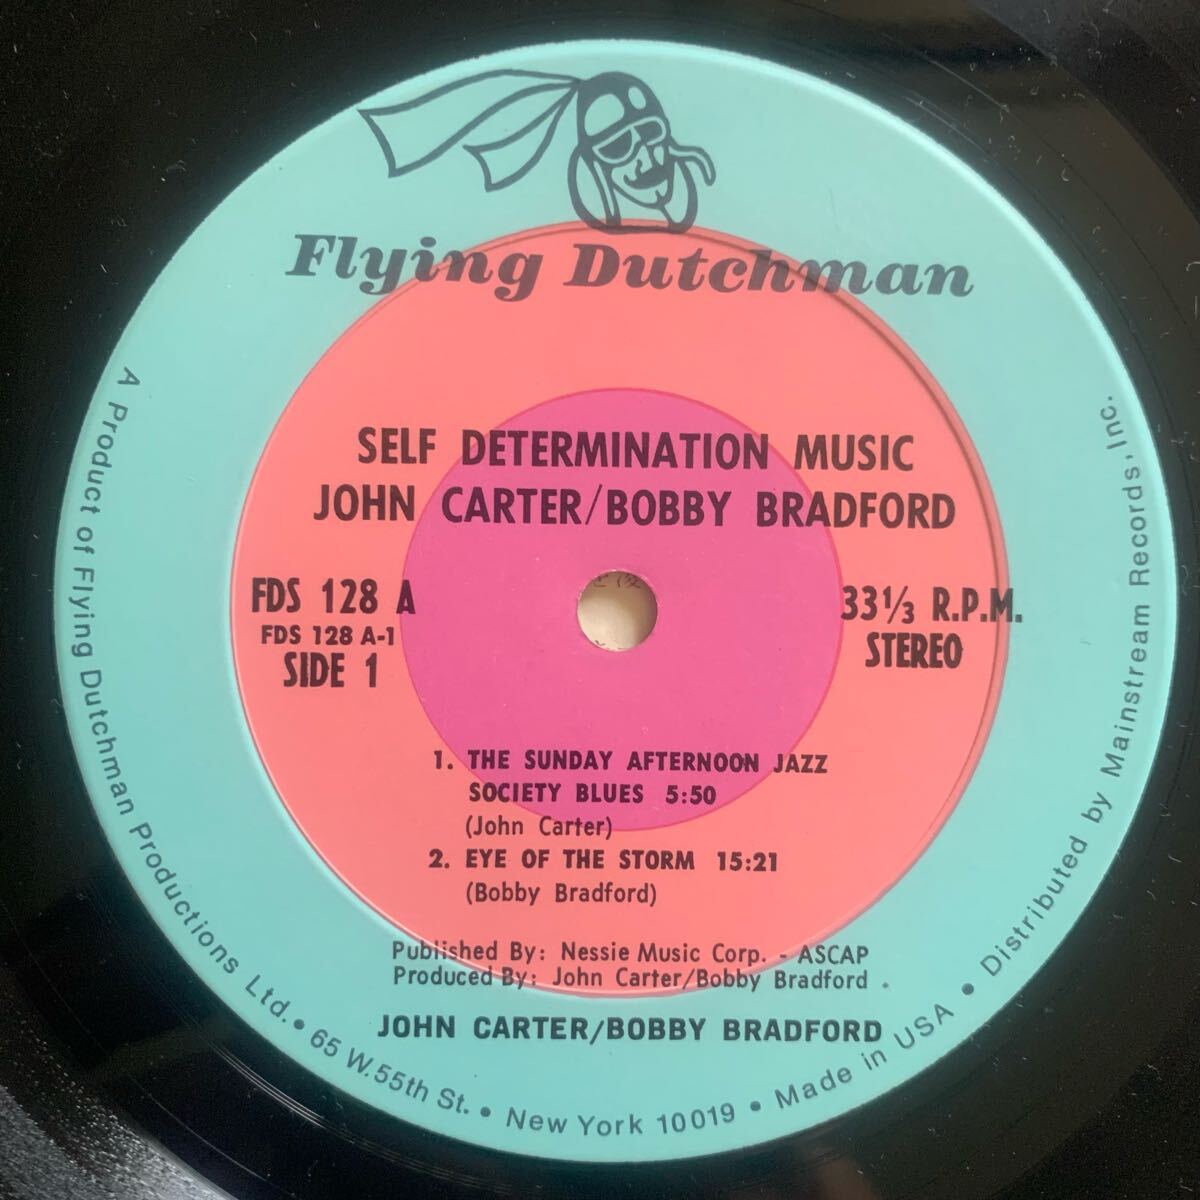 Flying Dutchman
SELF DETERMINATION MUSIC
JOHN CARTER/BOBBY BRADFORD
FDS 128 A
FDS 128 A-1
SIDE 1
33⅓ R.P.M.
STEREO
1. THE SUNDAY AFTERNOON JAZZ
SOCIETY BLUES 5:50
(John Carter)
2. EYE OF THE STORM 15:21
(Bobby Bradford)
Published By: Nessie Music Corp. - ASCAP
Produced By: John Carter/Bobby Bradford .
JOHN CARTER/BOBBY BRADFORD
A Product of Flying Dutchman Productions Ltd. • 65 W.55th St. • New York 10019 • Made in USA • Distributed by Mainstream Records, Inc.